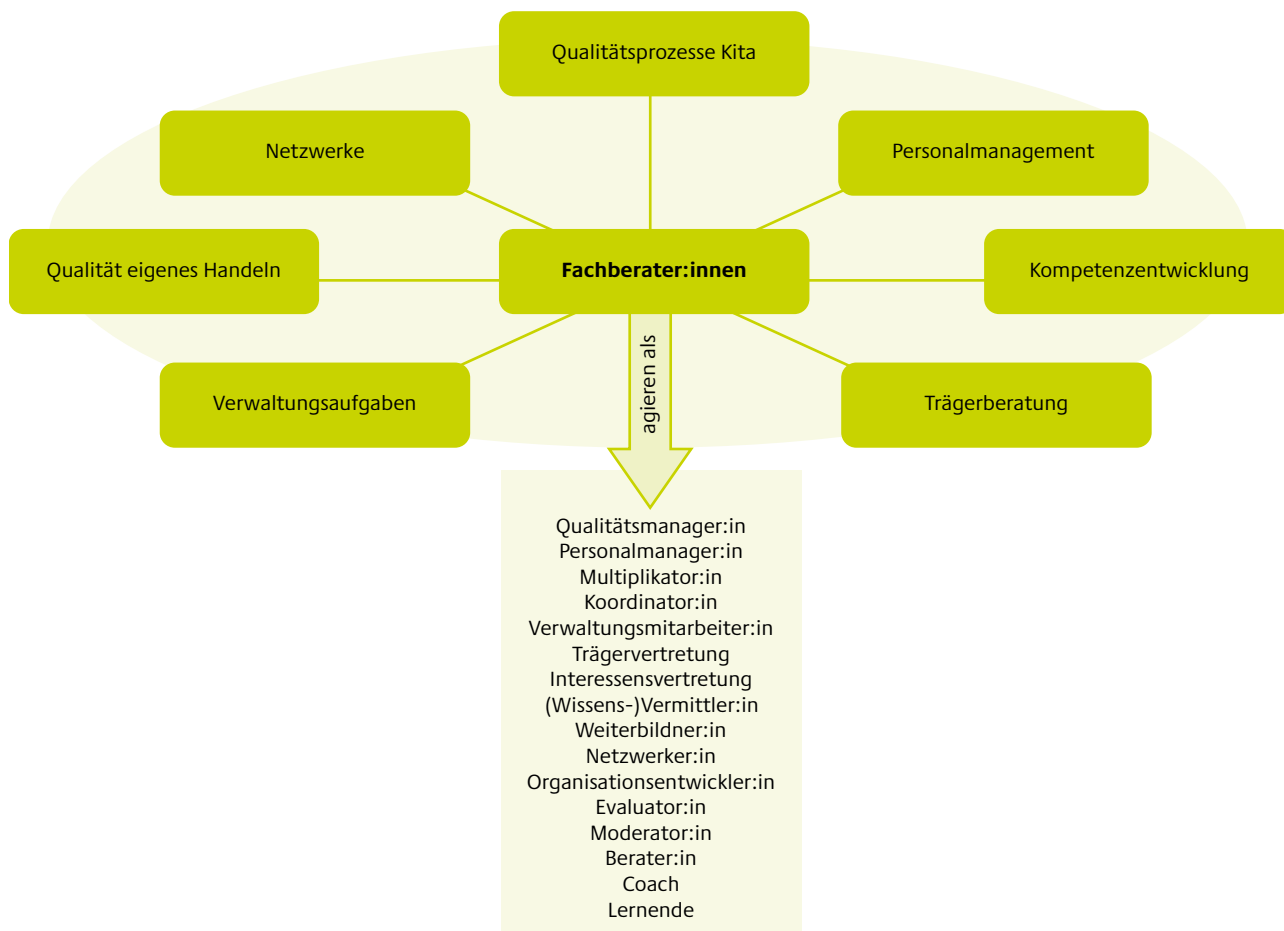 Qualitätsprozesse Kita
Netzwerke
Personalmanagement
Qualität eigenes Handeln
Fachberater:innen
Kompetenzentwicklung
Verwaltungsaufgaben
agieren als
Trägerberatung
Qualitätsmanager:in
Personalmanager:in
Multiplikator:in
Koordinator:in
Verwaltungsmitarbeiter:in
Trägervertretung
Interessensvertretung
(Wissens-)Vermittler:in
Weiterbildner:in
Netzwerker:in
Organisationsentwickler:in
Evaluator:in
Moderator:in
Berater:in
Coach
Lernende